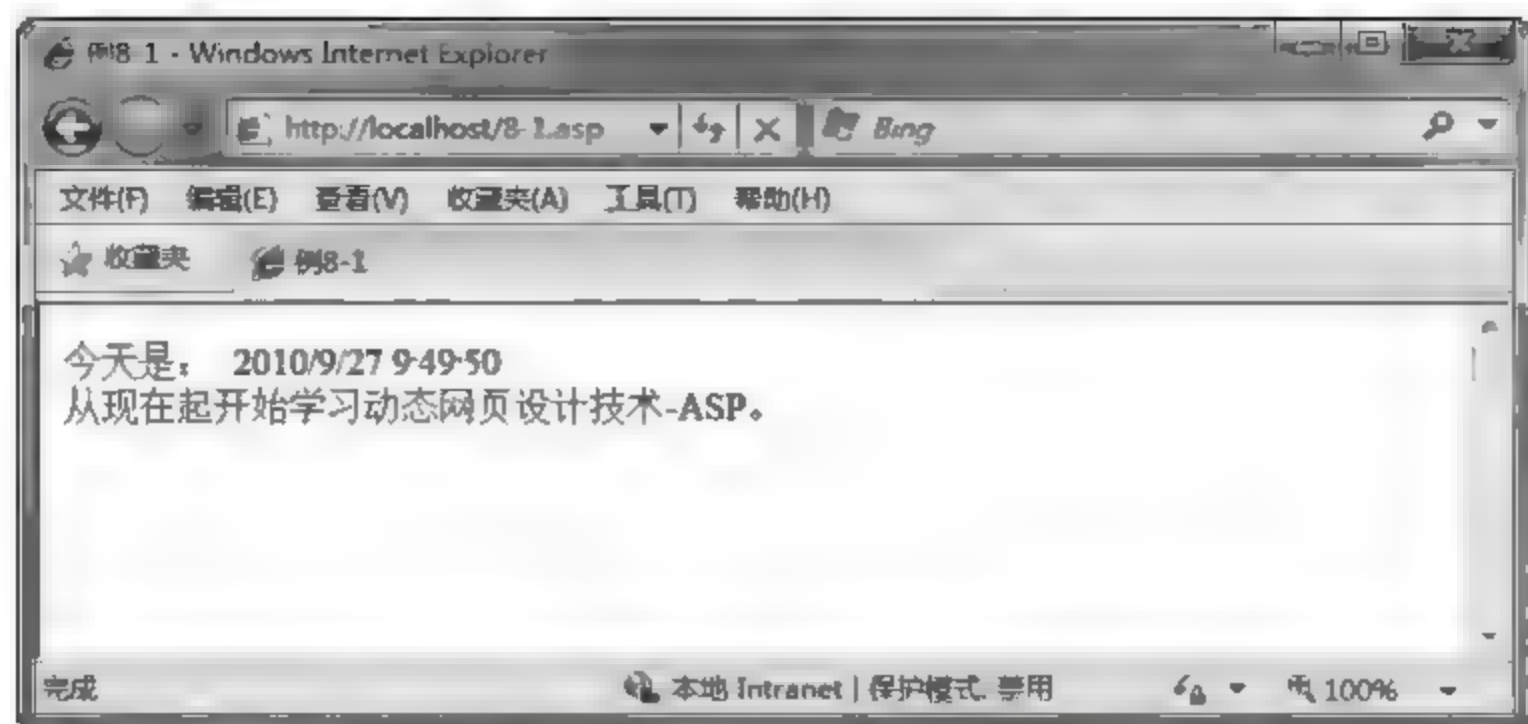 例8-1 - Windows Internet Explorer
http://localhost/8-1.asp Bing
文件(F) 编辑(E) 查看(V) 收藏夹(A) 工具(T) 帮助(H)
收藏夹 例8-1
今天是： 2010/9/27 9:49:50
从现在起开始学习动态网页设计技术-ASP。
完成 本地 Intranet | 保护模式: 禁用 100%